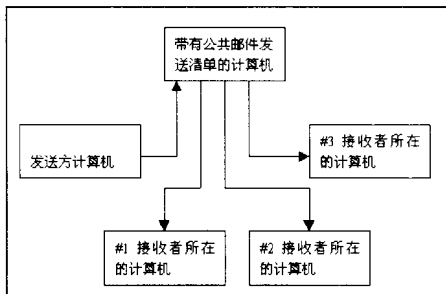 带有公共邮件发
送清单的计算机
发送方计算机
#3 接收者所在
的计算机
#1 接收者所在
的计算机
#2 接收者所在
的计算机